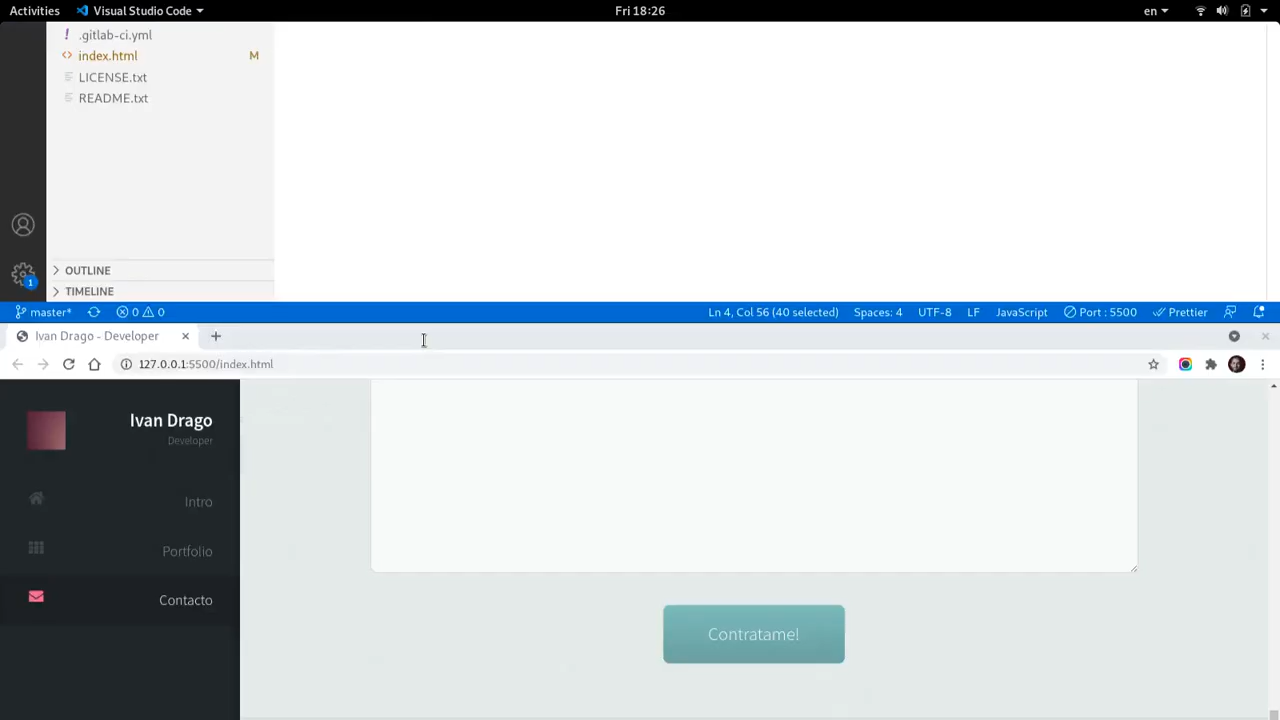 Activities Visual Studio Code Fri 18:26 en
! .gitlab-ci.yml
<> index.html M
LICENSE.txt
README.txt
1
> OUTLINE
> TIMELINE
master* 0 0 Ln 4, Col 56 (40 selected) Spaces: 4 UTF-8 LF JavaScript Port : 5500 Prettier
Ivan Drago - Developer
127.0.0.1:5500/index.html
Ivan Drago
Developer
Intro
Portfolio
Contacto
Contratamel